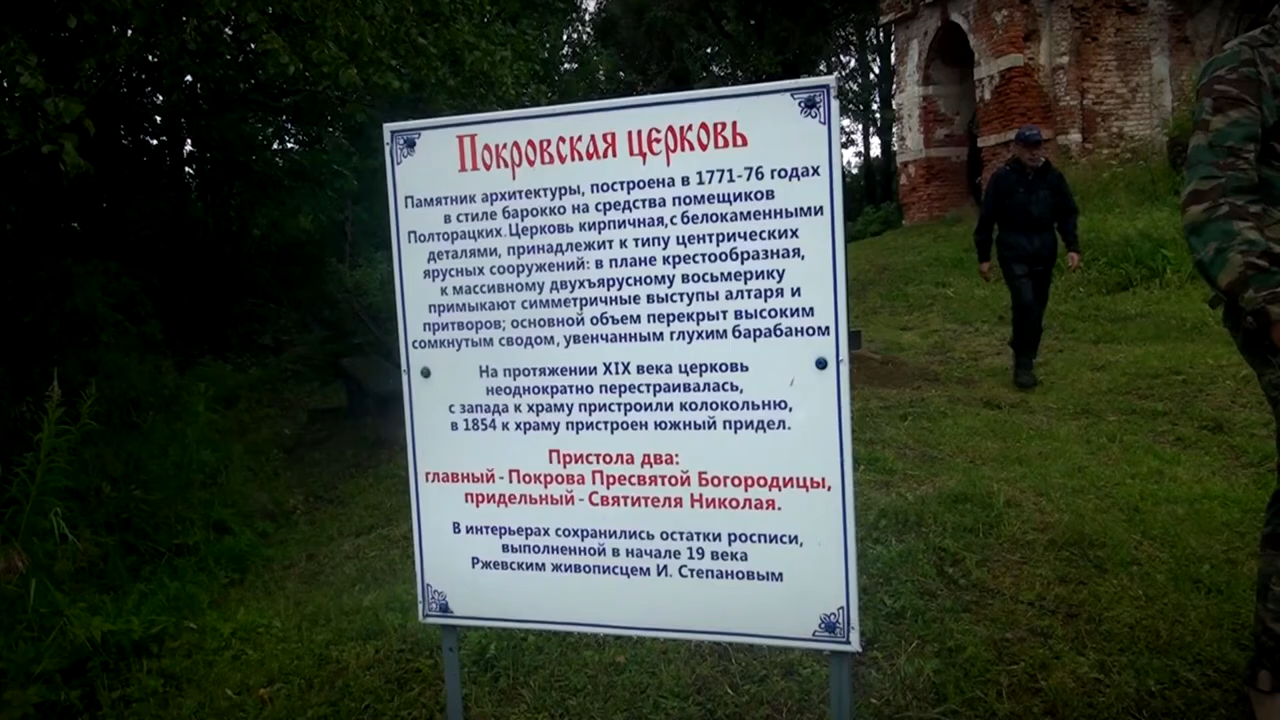 Покровская церковь
Памятник архитектуры, построена в 1771-76 годах
в стиле барокко на средства помещиков
Полторацких. Церковь кирпичная, с белокаменными
деталями, принадлежит к типу центрических
ярусных сооружений: в плане крестообразная,
к массивному двухъярусному восьмерику
примыкают симметричные выступы алтаря и
притворов; основной объем перекрыт высоким
сомкнутым сводом, увенчанным глухим барабаном
На протяжении XIX века церковь
неоднократно перестраивалась,
с запада к храму пристроили колокольню,
в 1854 к храму пристроен южный придел.
Пристола два:
главный - Покрова Пресвятой Богородицы,
придельный - Святителя Николая.
В интерьерах сохранились остатки росписи,
выполненной в начале 19 века
Ржевским живописцем И. Степановым